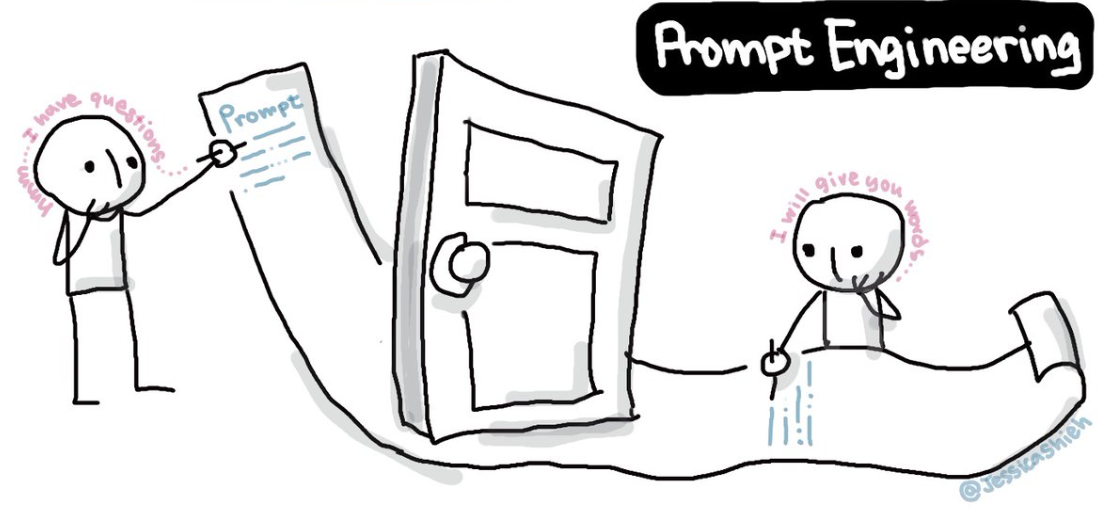 Prompt Engineering
hmm...I have questions......
Prompt
I will give you words...
@Jessicashieh